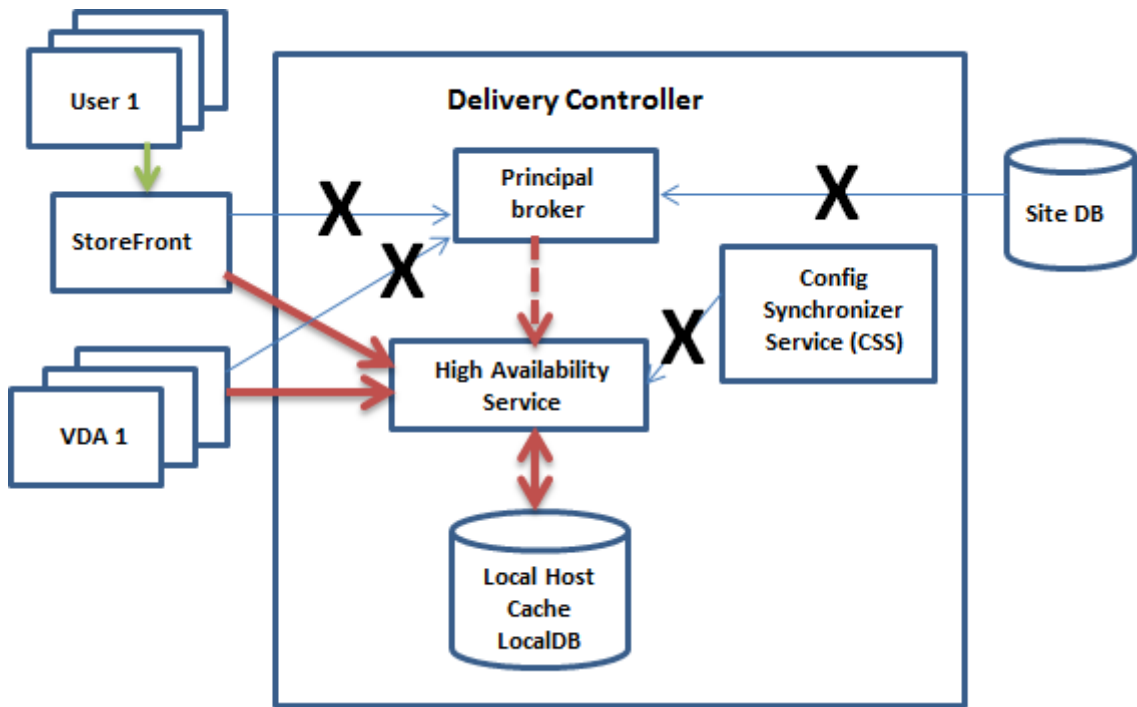 User 1
StoreFront
VDA 1
Delivery Controller
Principal
broker
X
X
X
X
Site DB
Config
Synchronizer
Service (CSS)
High Availability
Service
Local Host
Cache
LocalDB